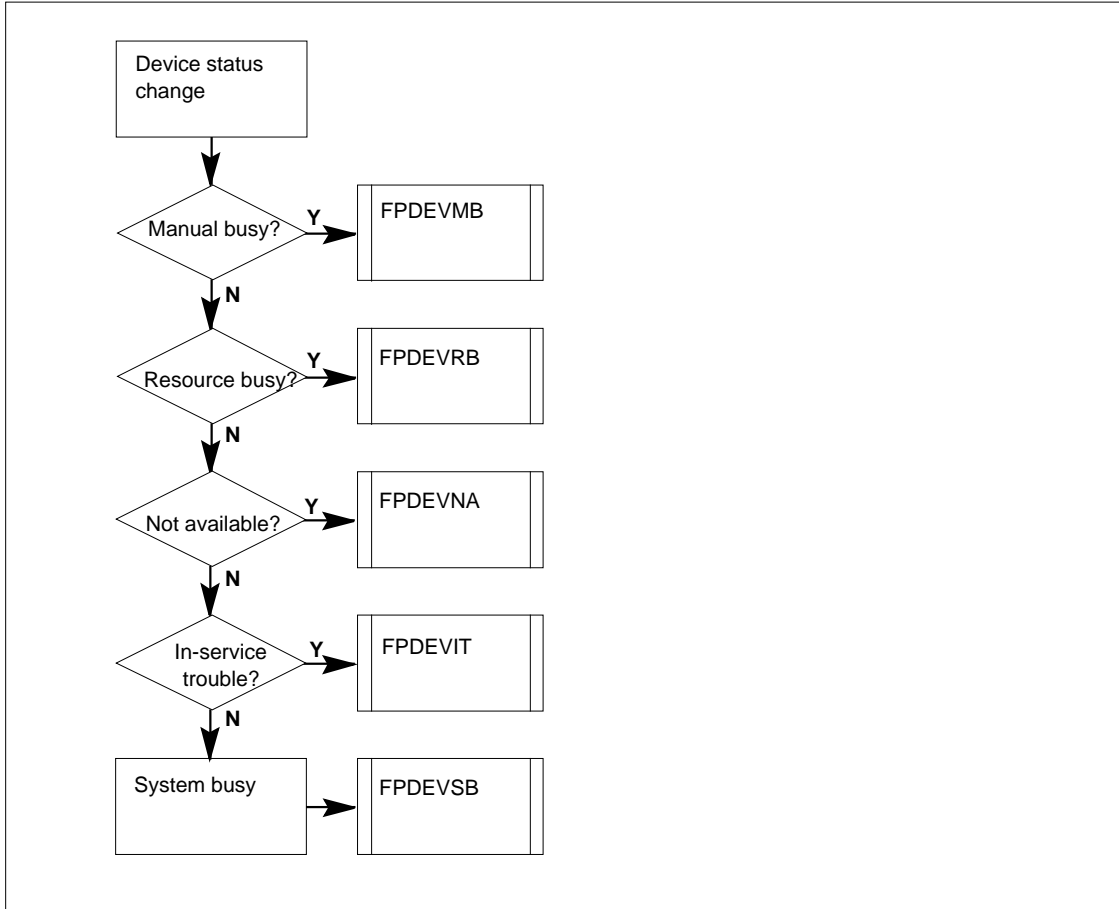 Device status
change
Manual busy?
Y
FPDEVMB
N
Resource busy?
Y
FPDEVRB
N
Not available?
Y
FPDEVNA
N
In-service
trouble?
Y
FPDEVIT
N
System busy
FPDEVSB